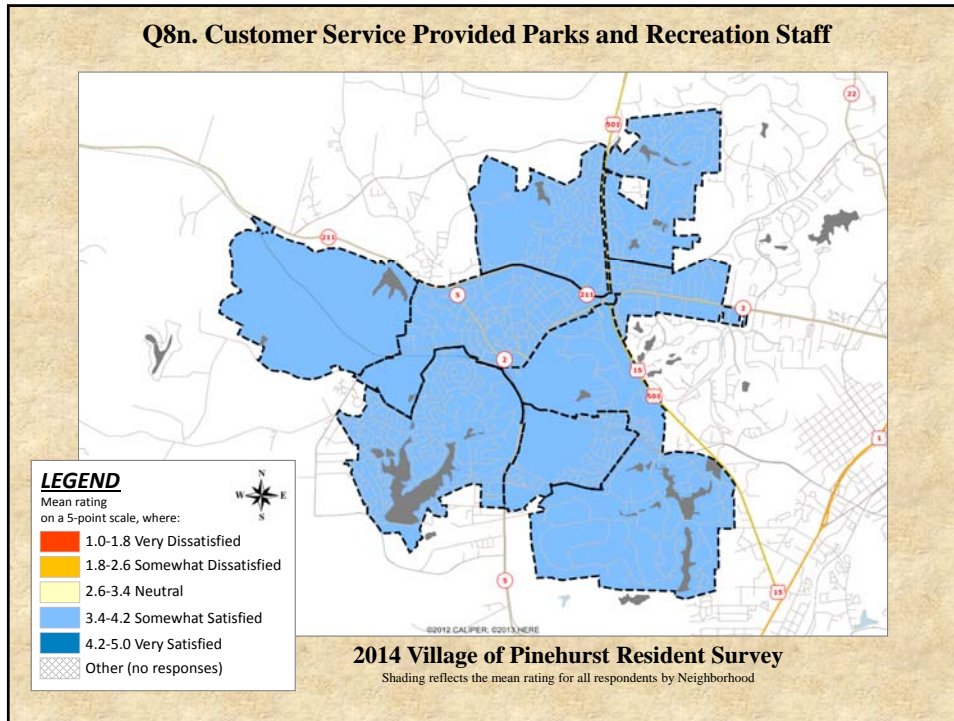 Q8n. Customer Service Provided Parks and Recreation Staff
22
501
211
5
211
2
2
15
501
1
5
15
LEGEND
N
W E
S
Mean rating
on a 5-point scale, where:
1.0-1.8 Very Dissatisfied
1.8-2.6 Somewhat Dissatisfied
2.6-3.4 Neutral
3.4-4.2 Somewhat Satisfied
4.2-5.0 Very Satisfied
Other (no responses)
©2012 CALIPER; ©2013 HERE
2014 Village of Pinehurst Resident Survey
Shading reflects the mean rating for all respondents by Neighborhood